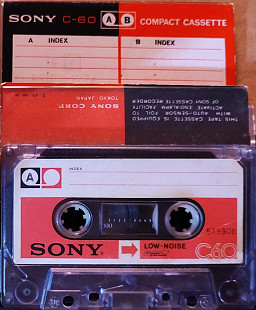 SONY C-60 A B COMPACT CASSETTE
A INDEX B INDEX
THIS TAPE IS EQUIPPED
WITH AUTO-SENSOR FOIL TO
ACTIVATE END-ALARM FACILITY
OF SONY CASSETTE RECORDER
SONY CORP
TOKYO JAPAN
A INDEX
100
SONY LOW-NOISE C60